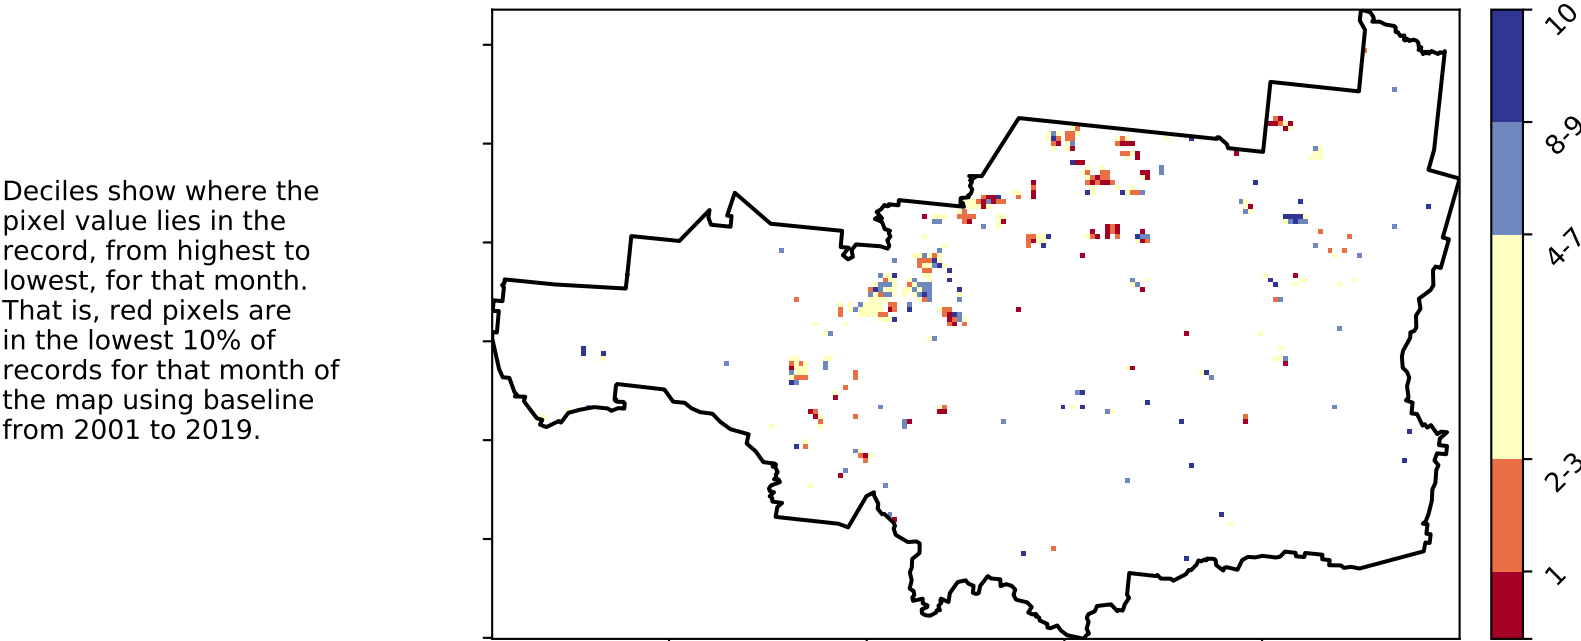 Deciles show where the
pixel value lies in the
record, from highest to
lowest, for that month.
That is, red pixels are
in the lowest 10% of
records for that month of
the map using baseline
from 2001 to 2019.
10
8-9
4-7
2-3
1